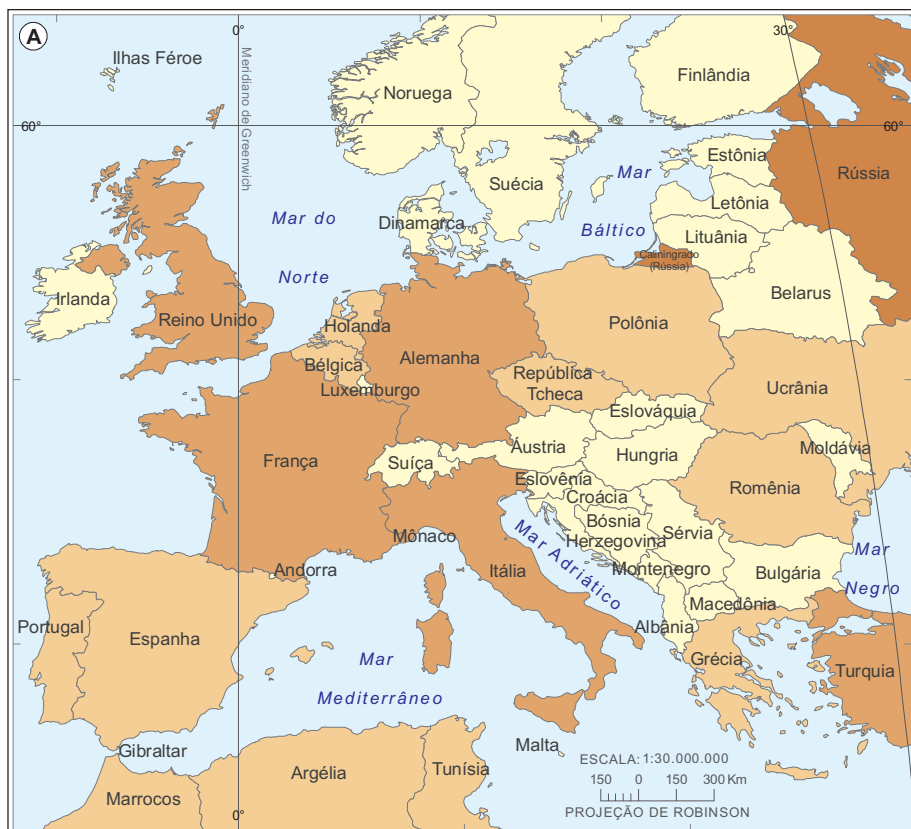 A
0°
30°
Ilhas Féroe
Meridiano de Greenwich
Noruega
Finlândia
60°
60°
Estônia
Suécia
Mar
Rússia
Letônia
Mar do
Dinamarca
Báltico
Lituânia
Caliningrado
(Rússia)
Norte
Irlanda
Belarus
Reino Unido
Holanda
Polônia
Bélgica
Alemanha
Luxemburgo
República
Tcheca
Ucrânia
Eslováquia
Áustria
Moldávia
França
Suíça
Hungria
Eslovênia
Romênia
Croácia
Bósnia
Herzegovina
Sérvia
Mônaco
Mar Adriático
Mar
Negro
Andorra
Itália
Montenegro
Bulgária
Macedônia
Portugal
Espanha
Albânia
Mar
Mediterrâneo
Grécia
Turquia
Gibraltar
Malta
Argélia
Tunísia
Marrocos
0°
ESCALA: 1:30.000.000
150 0 150 300 Km
PROJEÇÃO DE ROBINSON